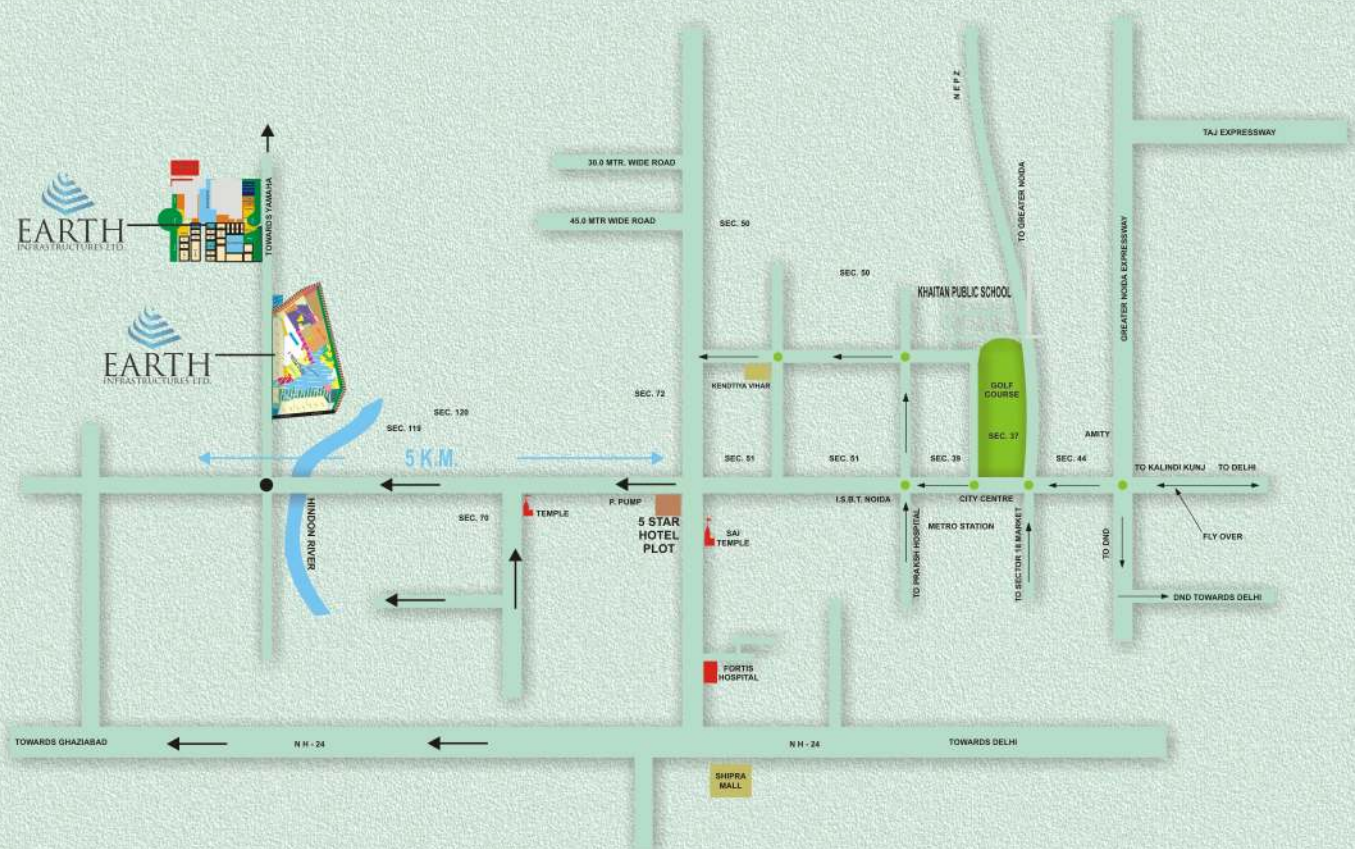 N E P Z
TAJ EXPRESSWAY
30.0 MTR. WIDE ROAD
TOWARDS YAMAHA
TO GREATER NOIDA
EARTH
INFRASTRUCTURES LTD.
45.0 MTR WIDE ROAD
SEC. 50
GREATER NOIDA EXPRESSWAY
SEC. 50
KHAITAN PUBLIC SCHOOL
EARTH
INFRASTRUCTURES LTD.
KENDTIYA VIHAR
GOLF
COURSE
SEC. 72
SEC. 120
SEC. 119
SEC. 37
AMITY
5 K.M.
SEC. 51
SEC. 51
SEC. 39
SEC. 44
TO KALINDI KUNJ
TO DELHI
P. PUMP
I.S.B.T. NOIDA
CITY CENTRE
TEMPLE
SEC. 70
5 STAR
HOTEL
PLOT
SAI
TEMPLE
METRO STATION
HINDON RIVER
FLY OVER
TO DND
TO PRAKSH HOSPITAL
TO SECTOR 18 MARKET
DND TOWARDS DELHI
FORTIS
HOSPITAL
TOWARDS GHAZIABAD
N H - 24
N H - 24
TOWARDS DELHI
SHIPRA
MALL